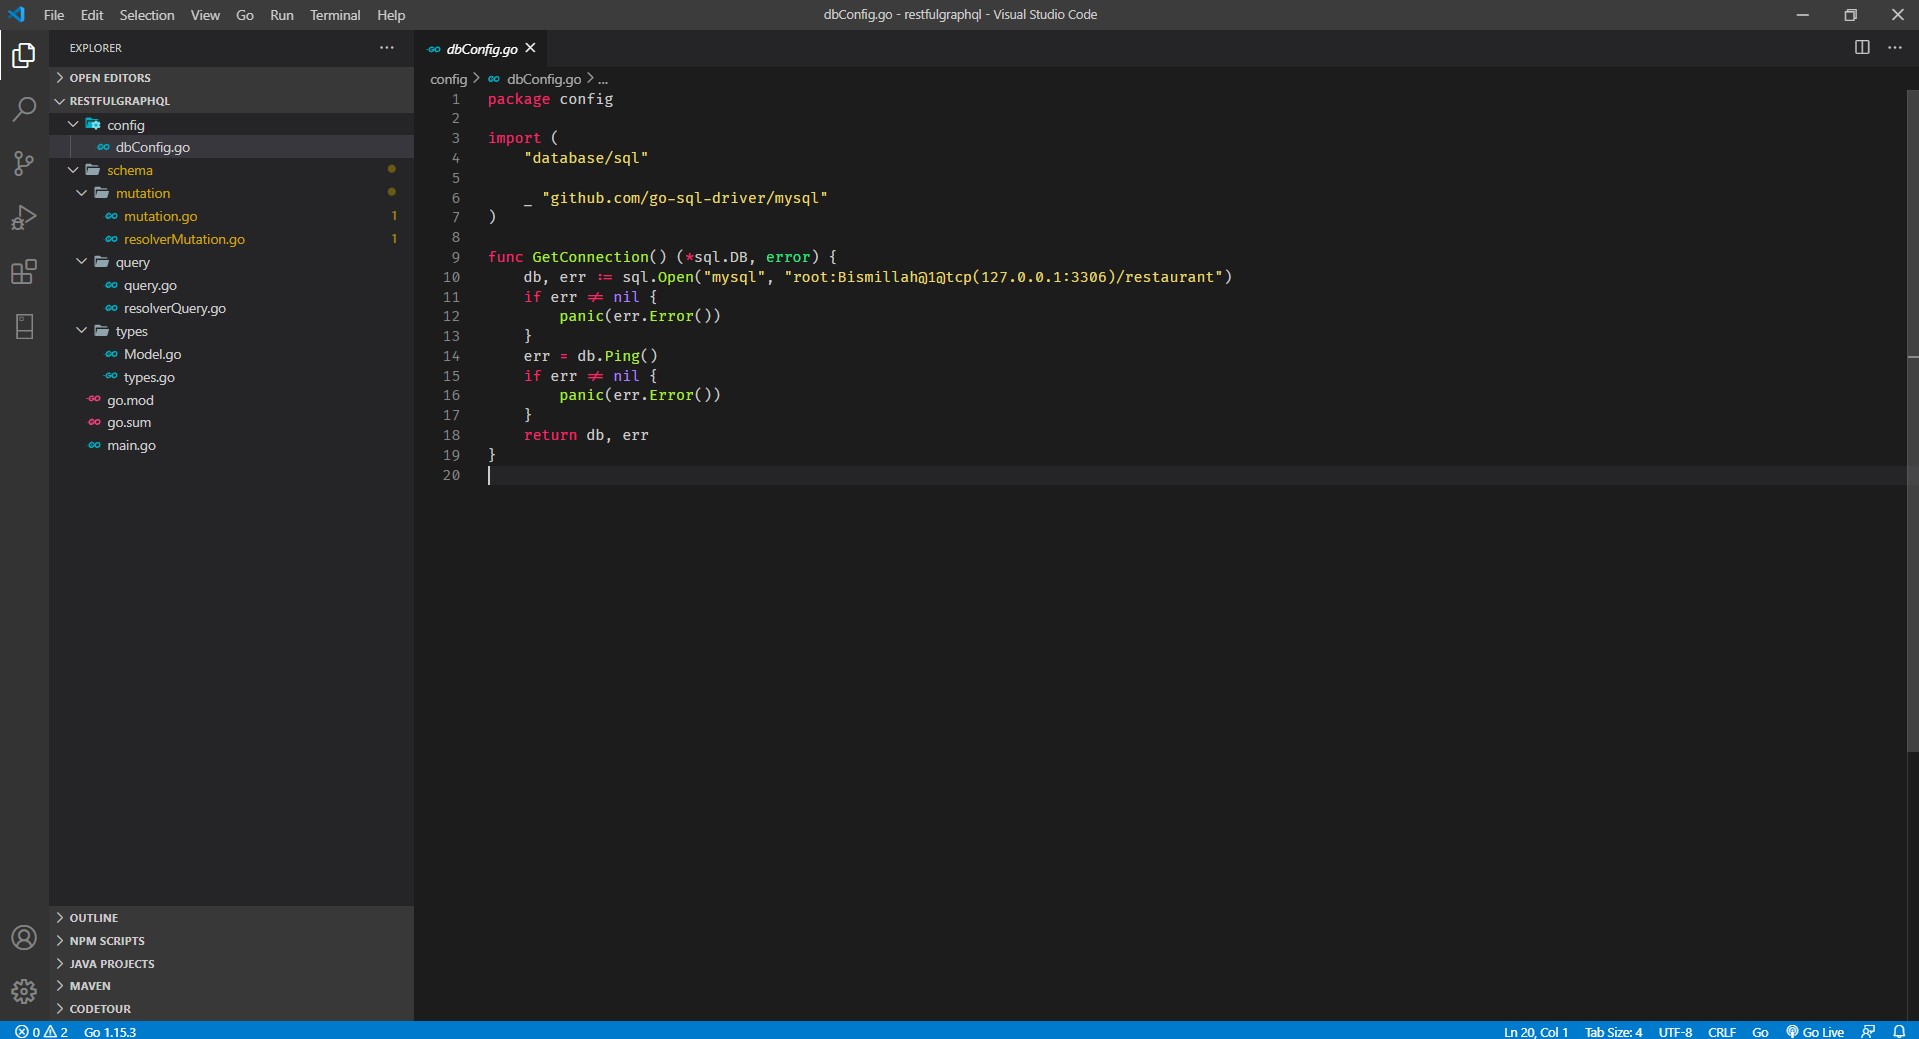 File Edit Selection View Go Run Terminal Help
dbConfig.go - restfulgraphql - Visual Studio Code
EXPLORER
OPEN EDITORS
RESTFULGRAPHQL
config
dbConfig.go
schema
mutation
mutation.go 1
resolverMutation.go 1
query
query.go
resolverQuery.go
types
Model.go
types.go
go.mod
go.sum
main.go
OUTLINE
NPM SCRIPTS
JAVA PROJECTS
MAVEN
CODETOUR
dbConfig.go
config > dbConfig.go > ...
1 package config
2
3 import (
4 "database/sql"
5
6 _ "github.com/go-sql-driver/mysql"
7 )
8
9 func GetConnection() (*sql.DB, error) {
10 db, err := sql.Open("mysql", "root:Bismillah@1@tcp(127.0.0.1:3306)/restaurant")
11 if err != nil {
12 panic(err.Error())
13 }
14 err = db.Ping()
15 if err != nil {
16 panic(err.Error())
17 }
18 return db, err
19 }
20
0 2 Go 1.15.3
Ln 20, Col 1 Tab Size: 4 UTF-8 CRLF Go Go Live